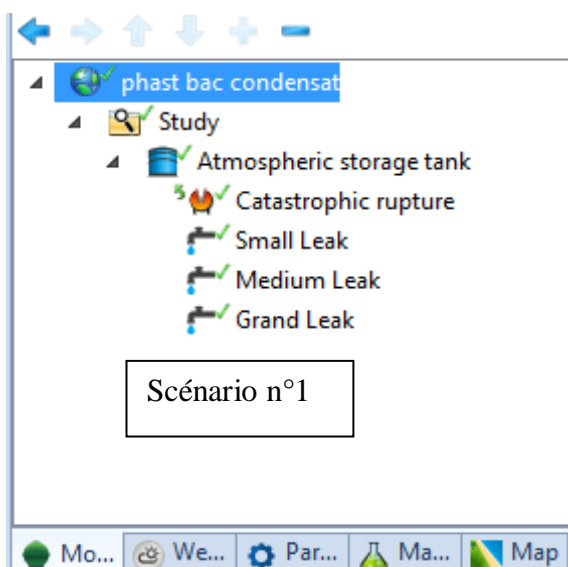 phast bac condensat
Study
Atmospheric storage tank
Catastrophic rupture
Small Leak
Medium Leak
Grand Leak
Scénario n°1
Mo... We... Par... Ma... Map